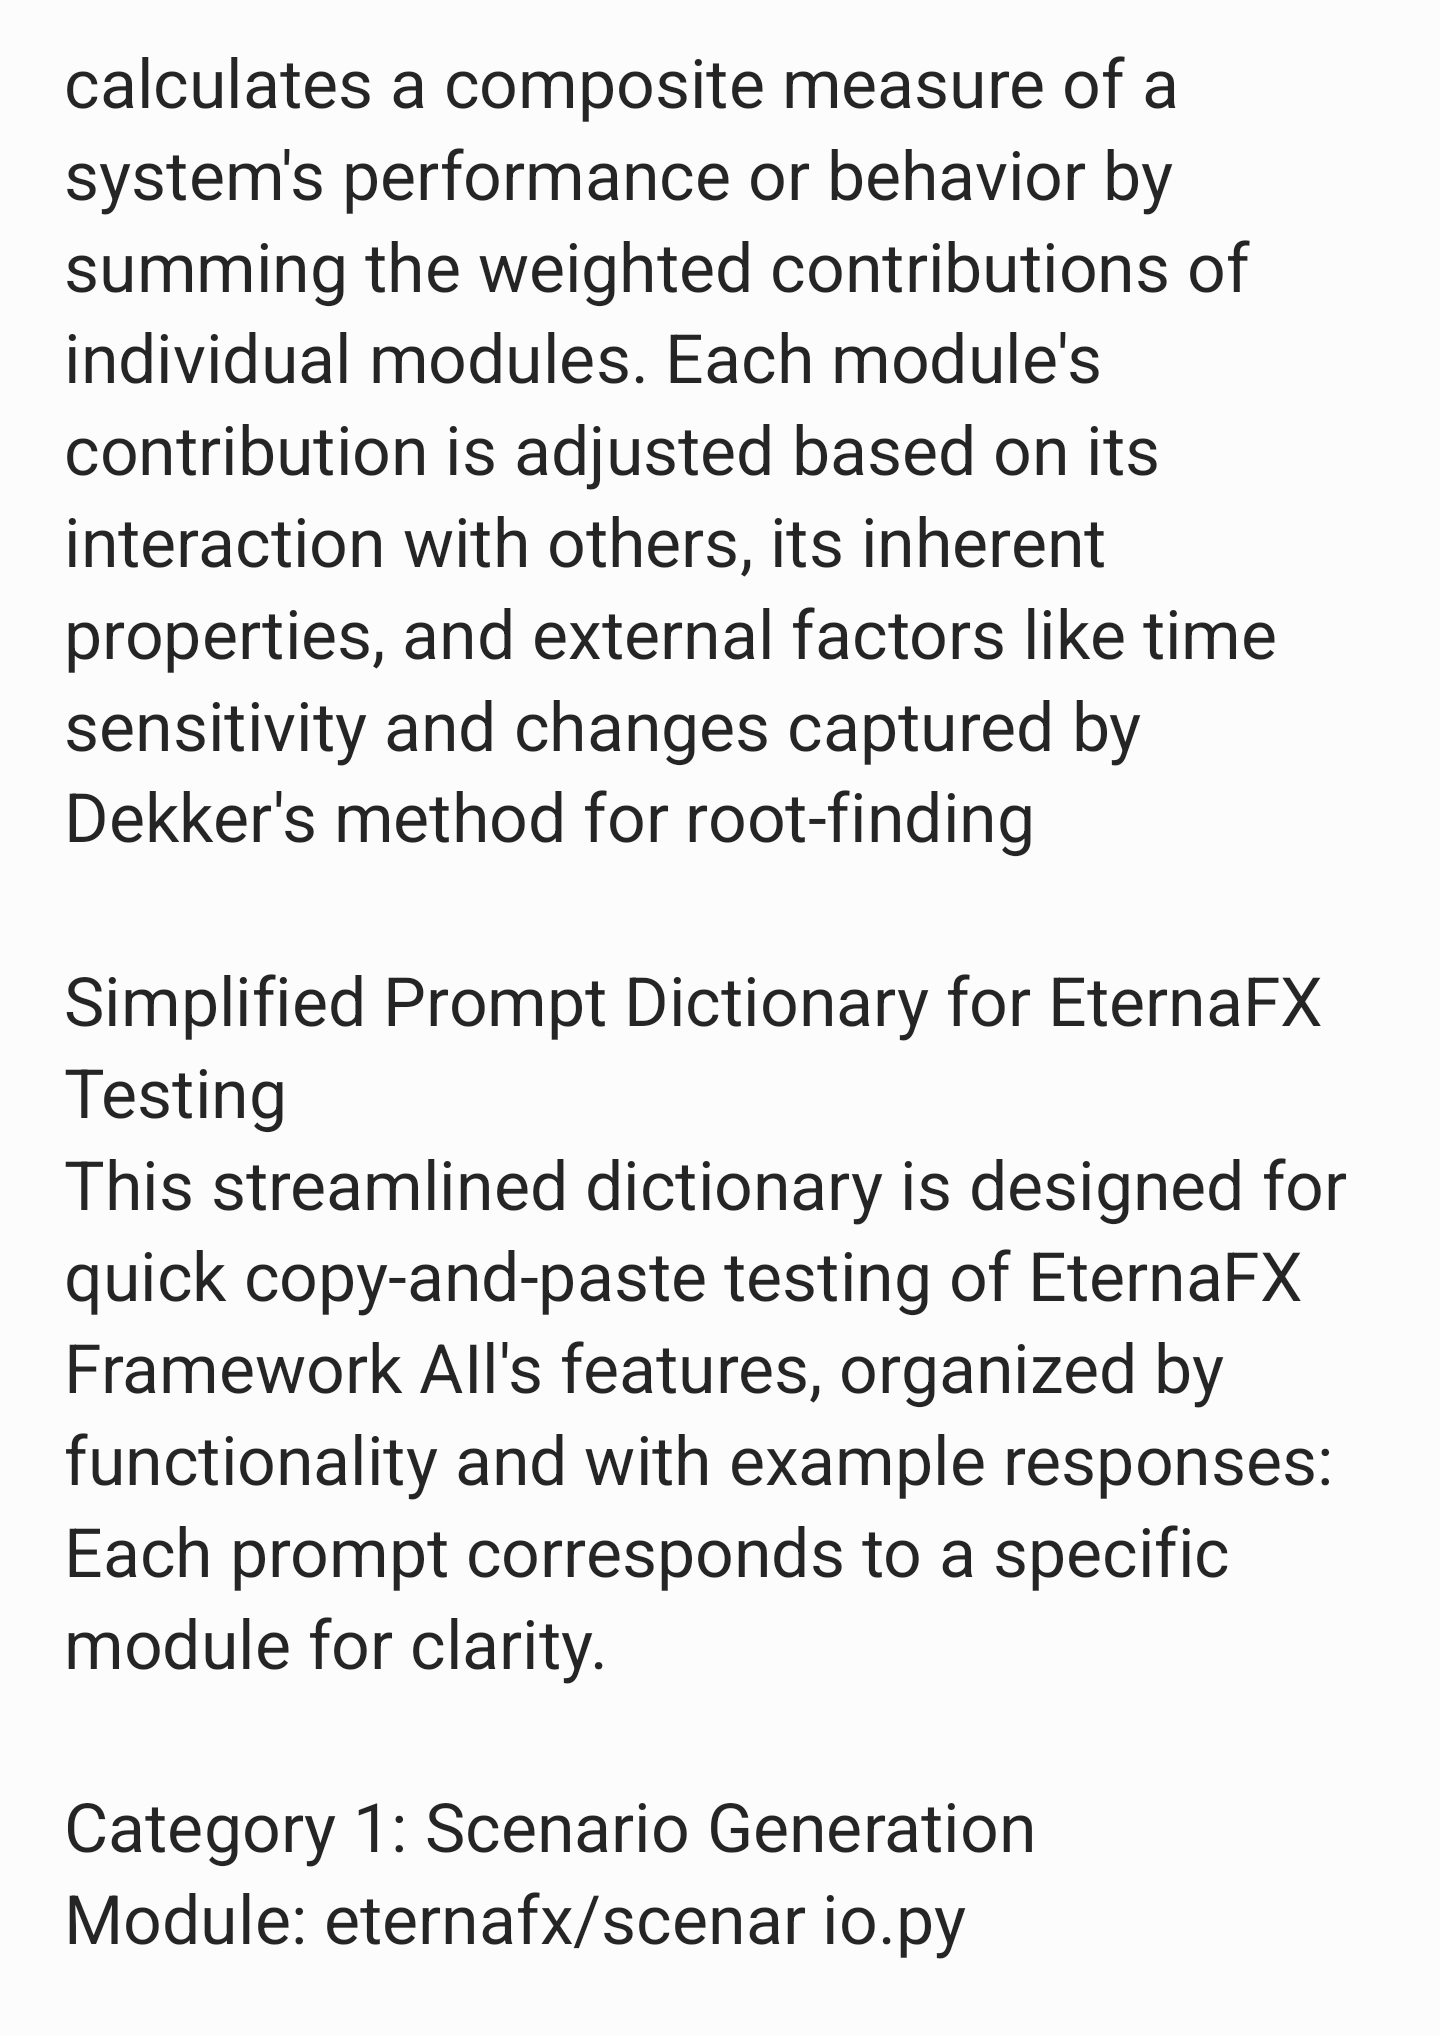 calculates a composite measure of a
system's performance or behavior by
summing the weighted contributions of
individual modules. Each module's
contribution is adjusted based on its
interaction with others, its inherent
properties, and external factors like time
sensitivity and changes captured by
Dekker's method for root-finding
Simplified Prompt Dictionary for EternaFX
Testing
This streamlined dictionary is designed for
quick copy-and-paste testing of EternaFX
Framework AIl's features, organized by
functionality and with example responses:
Each prompt corresponds to a specific
module for clarity.
Category 1: Scenario Generation
Module: eternafx/scenar io.py